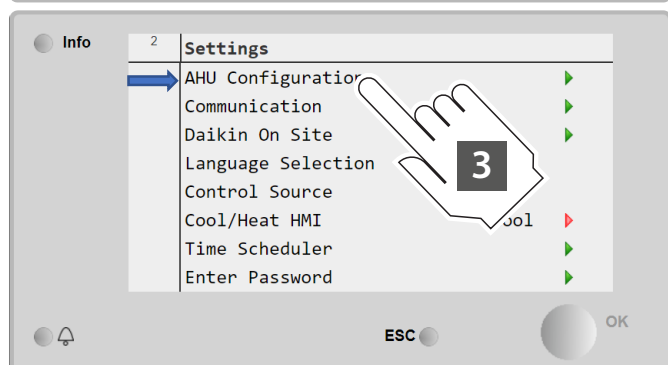 Info
2 Settings
AHU Configuration
Communication
Daikin On Site
Language Selection
3
Control Source
Cool/Heat HMI
Time Scheduler
Enter Password
ESC
OK